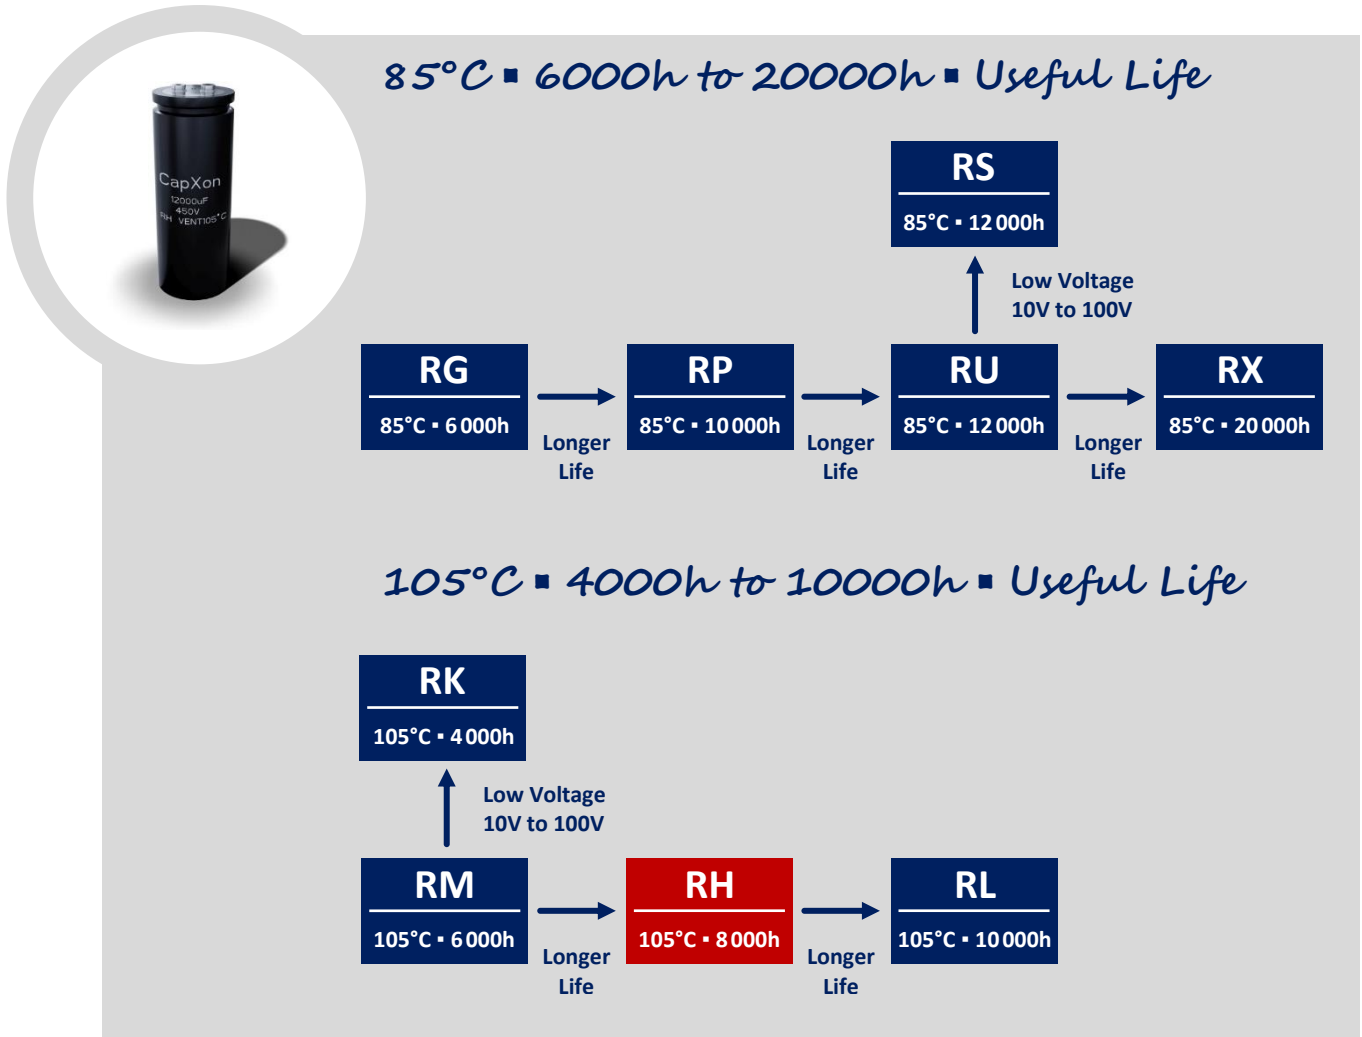 85°C ▪ 6000h to 20000h ▪ Useful Life
CapXon
12000uF
450V
RH VENT105°C
RS
85°C ▪ 12 000h
Low Voltage
10V to 100V
RG
85°C ▪ 6 000h
Longer
Life
RP
85°C ▪ 10 000h
Longer
Life
RU
85°C ▪ 12 000h
Longer
Life
RX
85°C ▪ 20 000h
105°C ▪ 4000h to 10000h ▪ Useful Life
RK
105°C ▪ 4 000h
Low Voltage
10V to 100V
RM
105°C ▪ 6 000h
Longer
Life
RH
105°C ▪ 8 000h
Longer
Life
RL
105°C ▪ 10 000h